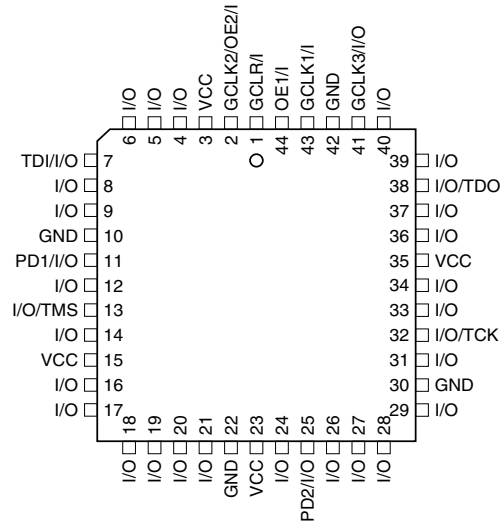 I/O
I/O
I/O
VCC
GCLK2/OE2/I
GCLR/I
OE1/I
GCLK1/I
GND
GCLK3/I/O
I/O
6
5
4
3
2
1
44
43
42
41
40
TDI/I/O 7
I/O 8
I/O 9
GND 10
PD1/I/O 11
I/O 12
I/O/TMS 13
I/O 14
VCC 15
I/O 16
I/O 17
39 I/O
38 I/O/TDO
37 I/O
36 I/O
35 VCC
34 I/O
33 I/O
32 I/O/TCK
31 I/O
30 GND
29 I/O
18
19
20
21
22
23
24
25
26
27
28
I/O
I/O
I/O
I/O
GND
VCC
I/O
PD2/I/O
I/O
I/O
I/O